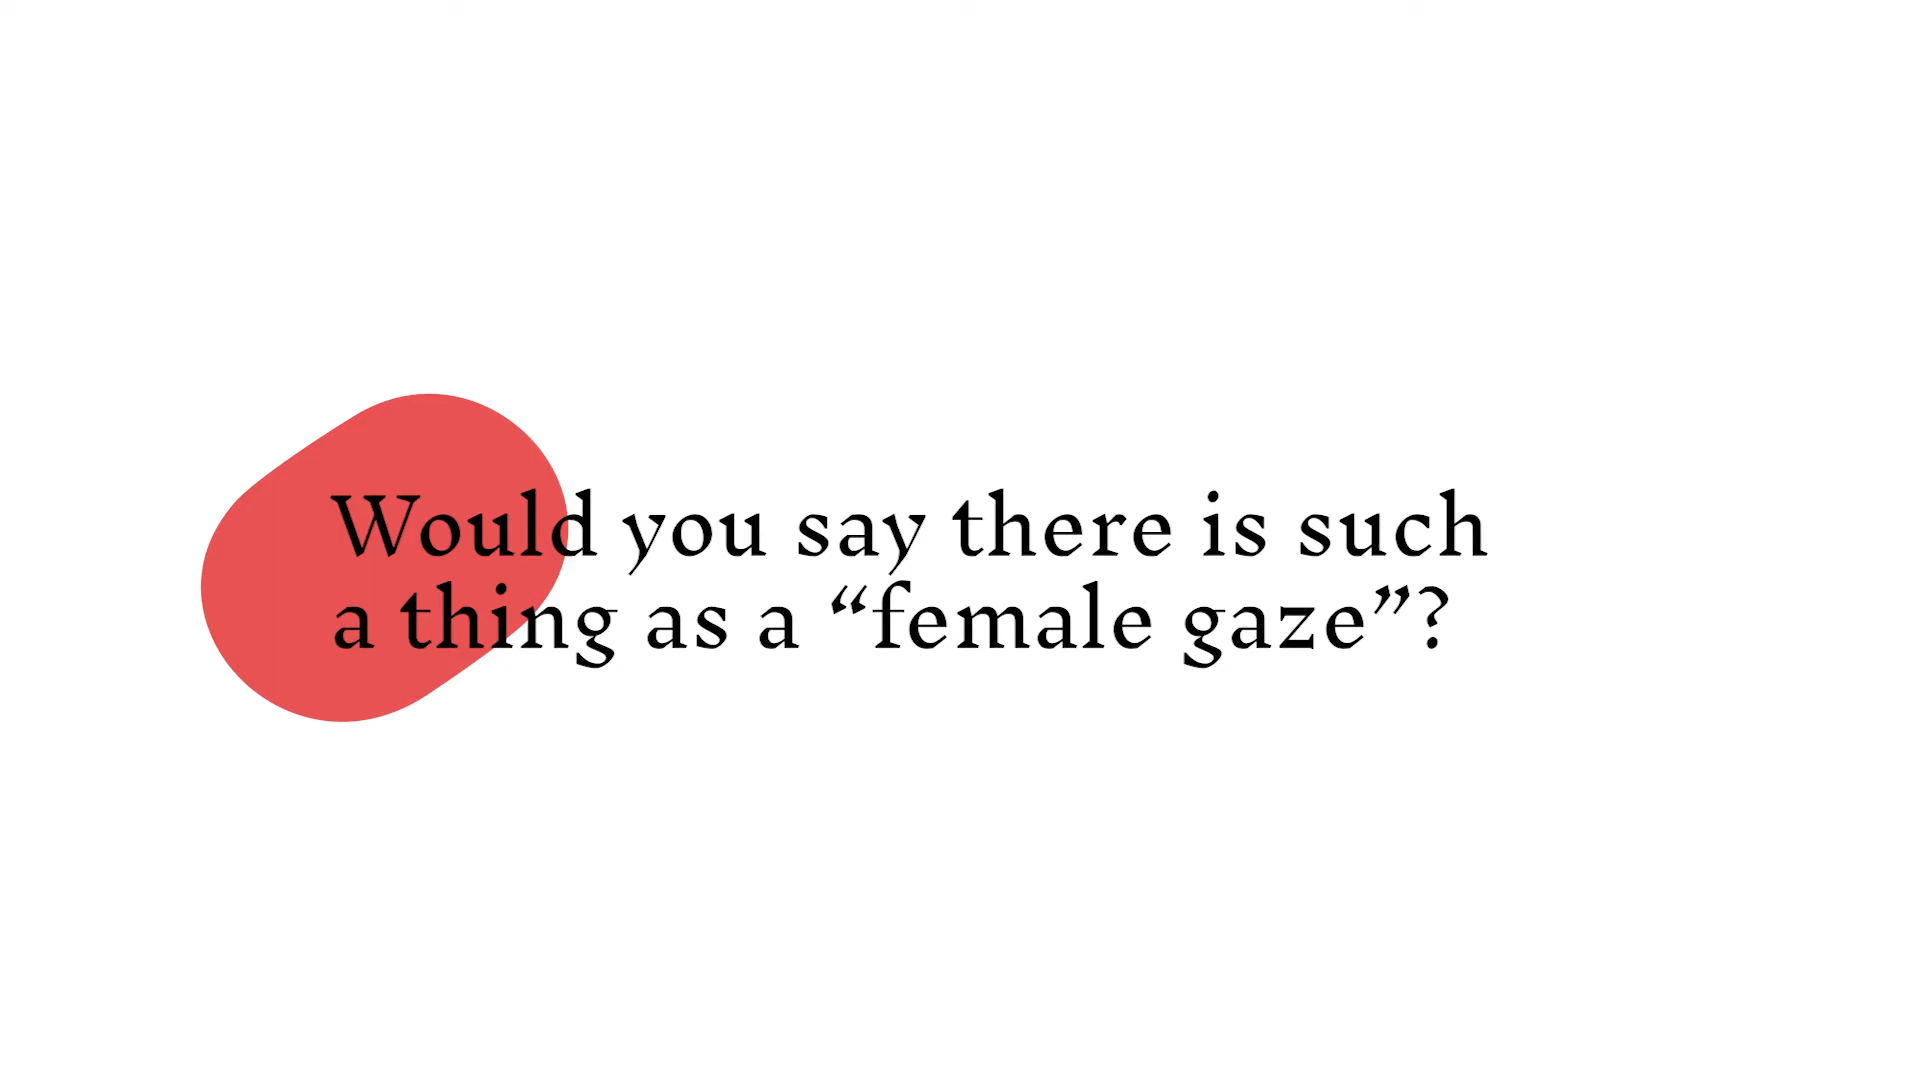 Would you say there is such
a thing as a “female gaze”?